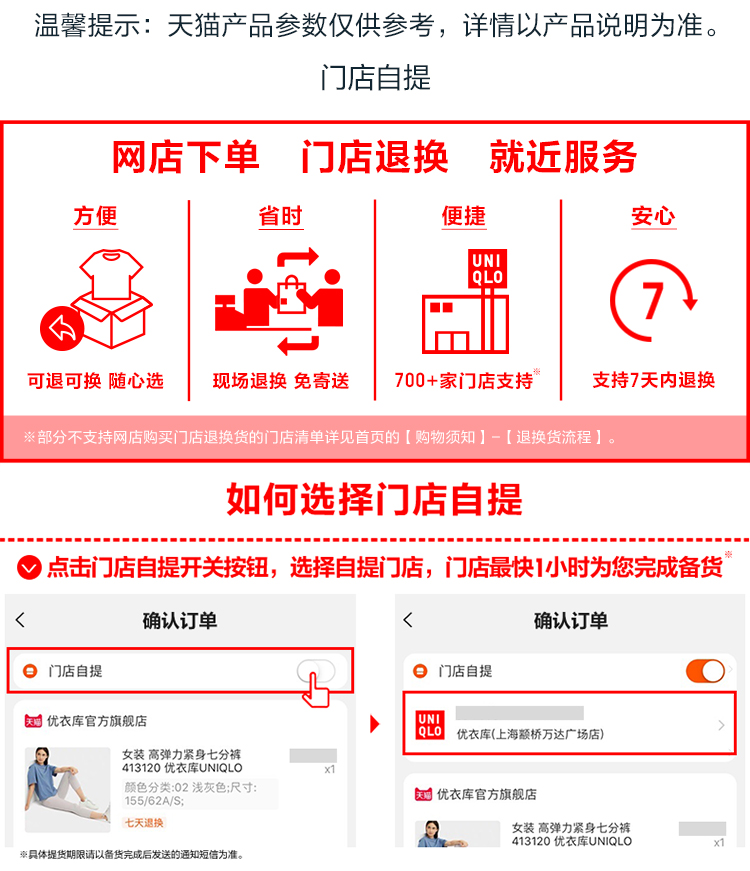 温馨提示：天猫产品参数仅供参考，详情以产品说明为准。
门店自提
网店下单 门店退换 就近服务
方便
省时
便捷
安心
UNI
QLO
7
可退可换 随心选
现场退换 免寄送
700+家门店支持※
支持7天内退换
※部分不支持网店购买门店退换货的门店清单详见首页的【购物须知】-【退换货流程】。
如何选择门店自提
点击门店自提开关按钮，选择自提门店，门店最快1小时为您完成备货※
确认订单
门店自提
天猫 优衣库官方旗舰店
女装 高弹力紧身七分裤
413120 优衣库UNIQLO
x1
颜色分类:02 浅灰色;尺寸:
155/62A/S;
七天退换
确认订单
门店自提
UNI
QLO
优衣库(上海颛桥万达广场店)
天猫 优衣库官方旗舰店
女装 高弹力紧身七分裤
413120 优衣库UNIQLO
x1
※具体提货期限请以备货完成后发送的通知短信为准。